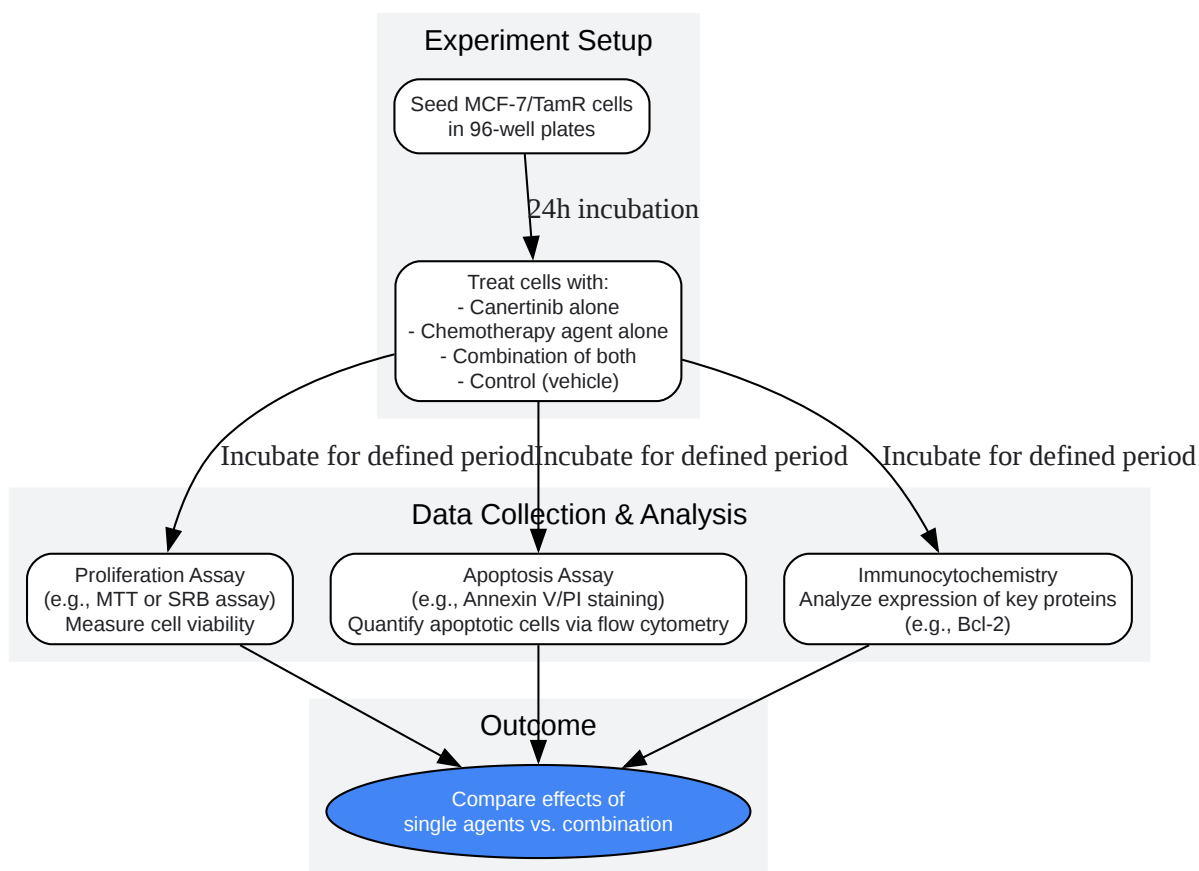 Experiment Setup
Seed MCF-7/TamR cells
in 96-well plates
24h incubation
Treat cells with:
- Canertinib alone
- Chemotherapy agent alone
- Combination of both
- Control (vehicle)
Incubate for defined period
Incubate for defined period
Incubate for defined period
Data Collection & Analysis
Proliferation Assay
(e.g., MTT or SRB assay)
Measure cell viability
Apoptosis Assay
(e.g., Annexin V/PI staining)
Quantify apoptotic cells via flow cytometry
Immunocytochemistry
Analyze expression of key proteins
(e.g., Bcl-2)
Outcome
Compare effects of
single agents vs. combination